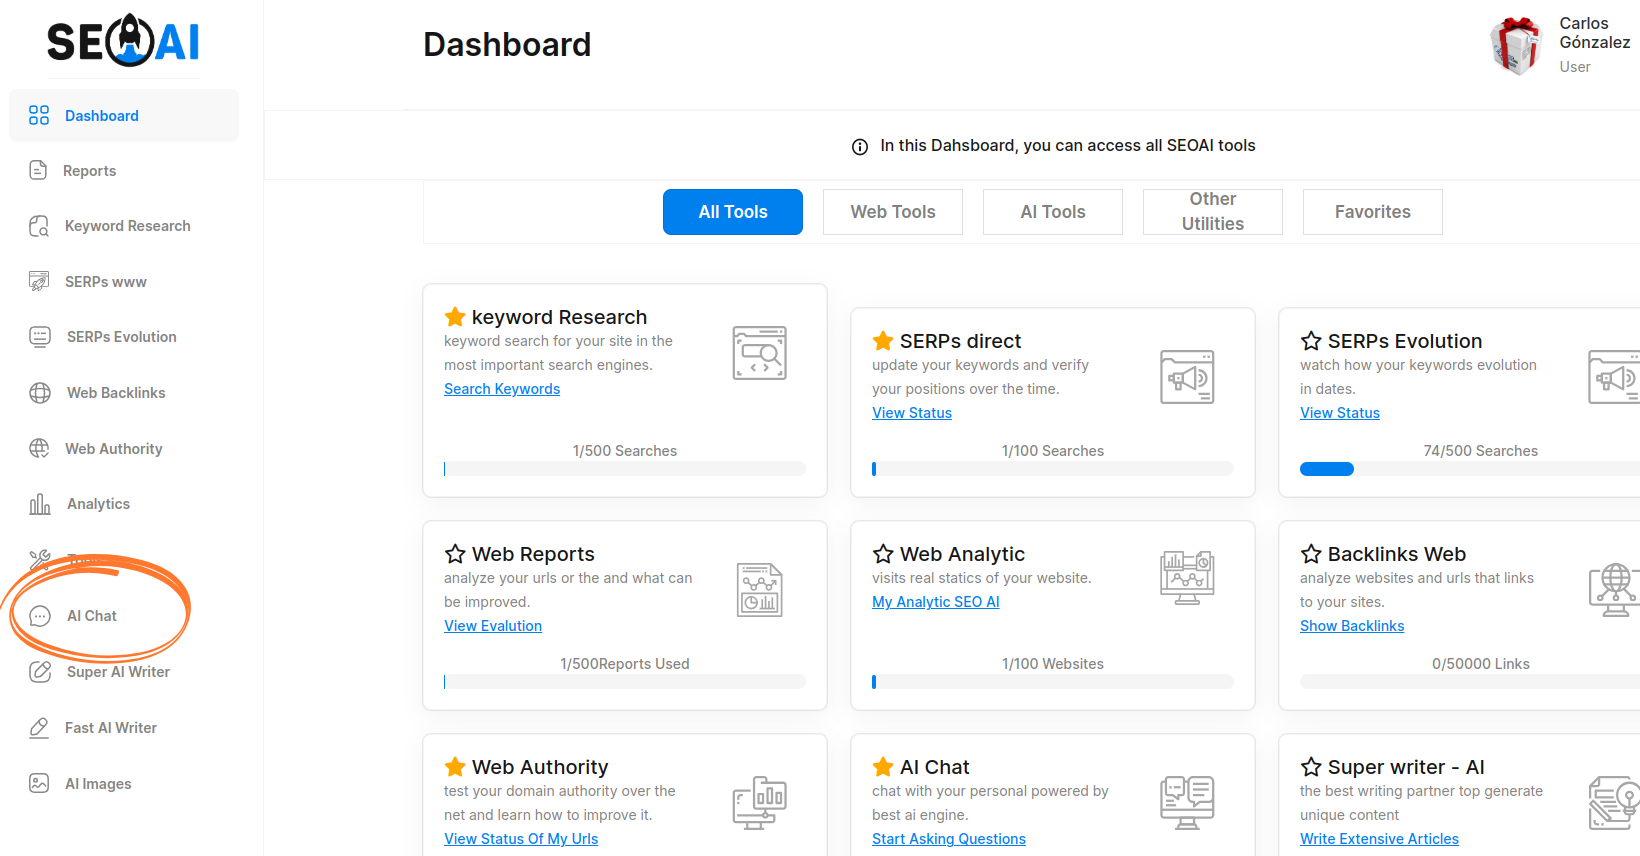 SEOAI
Dashboard
Reports
Keyword Research
SERPs www
SERPs Evolution
Web Backlinks
Web Authority
Analytics
AI Chat
Super AI Writer
Fast AI Writer
AI Images
Dashboard
Carlos
Gónzalez
User
In this Dahsboard, you can access all SEOAI tools
All Tools
Web Tools
AI Tools
Other
Utilities
Favorites
keyword Research
keyword search for your site in the
most important search engines.
Search Keywords
1/500 Searches
SERPs direct
update your keywords and verify
your positions over the time.
View Status
1/100 Searches
SERPs Evolution
watch how your keywords evolution
in dates.
View Status
74/500 Searches
Web Reports
analyze your urls or the and what can
be improved.
View Evalution
1/500Reports Used
Web Analytic
visits real statics of your website.
My Analytic SEO AI
1/100 Websites
Backlinks Web
analyze websites and urls that links
to your sites.
Show Backlinks
0/50000 Links
Web Authority
test your domain authority over the
net and learn how to improve it.
View Status Of My Urls
AI Chat
chat with your personal powered by
best ai engine.
Start Asking Questions
Super writer - AI
the best writing partner top generate
unique content
Write Extensive Articles